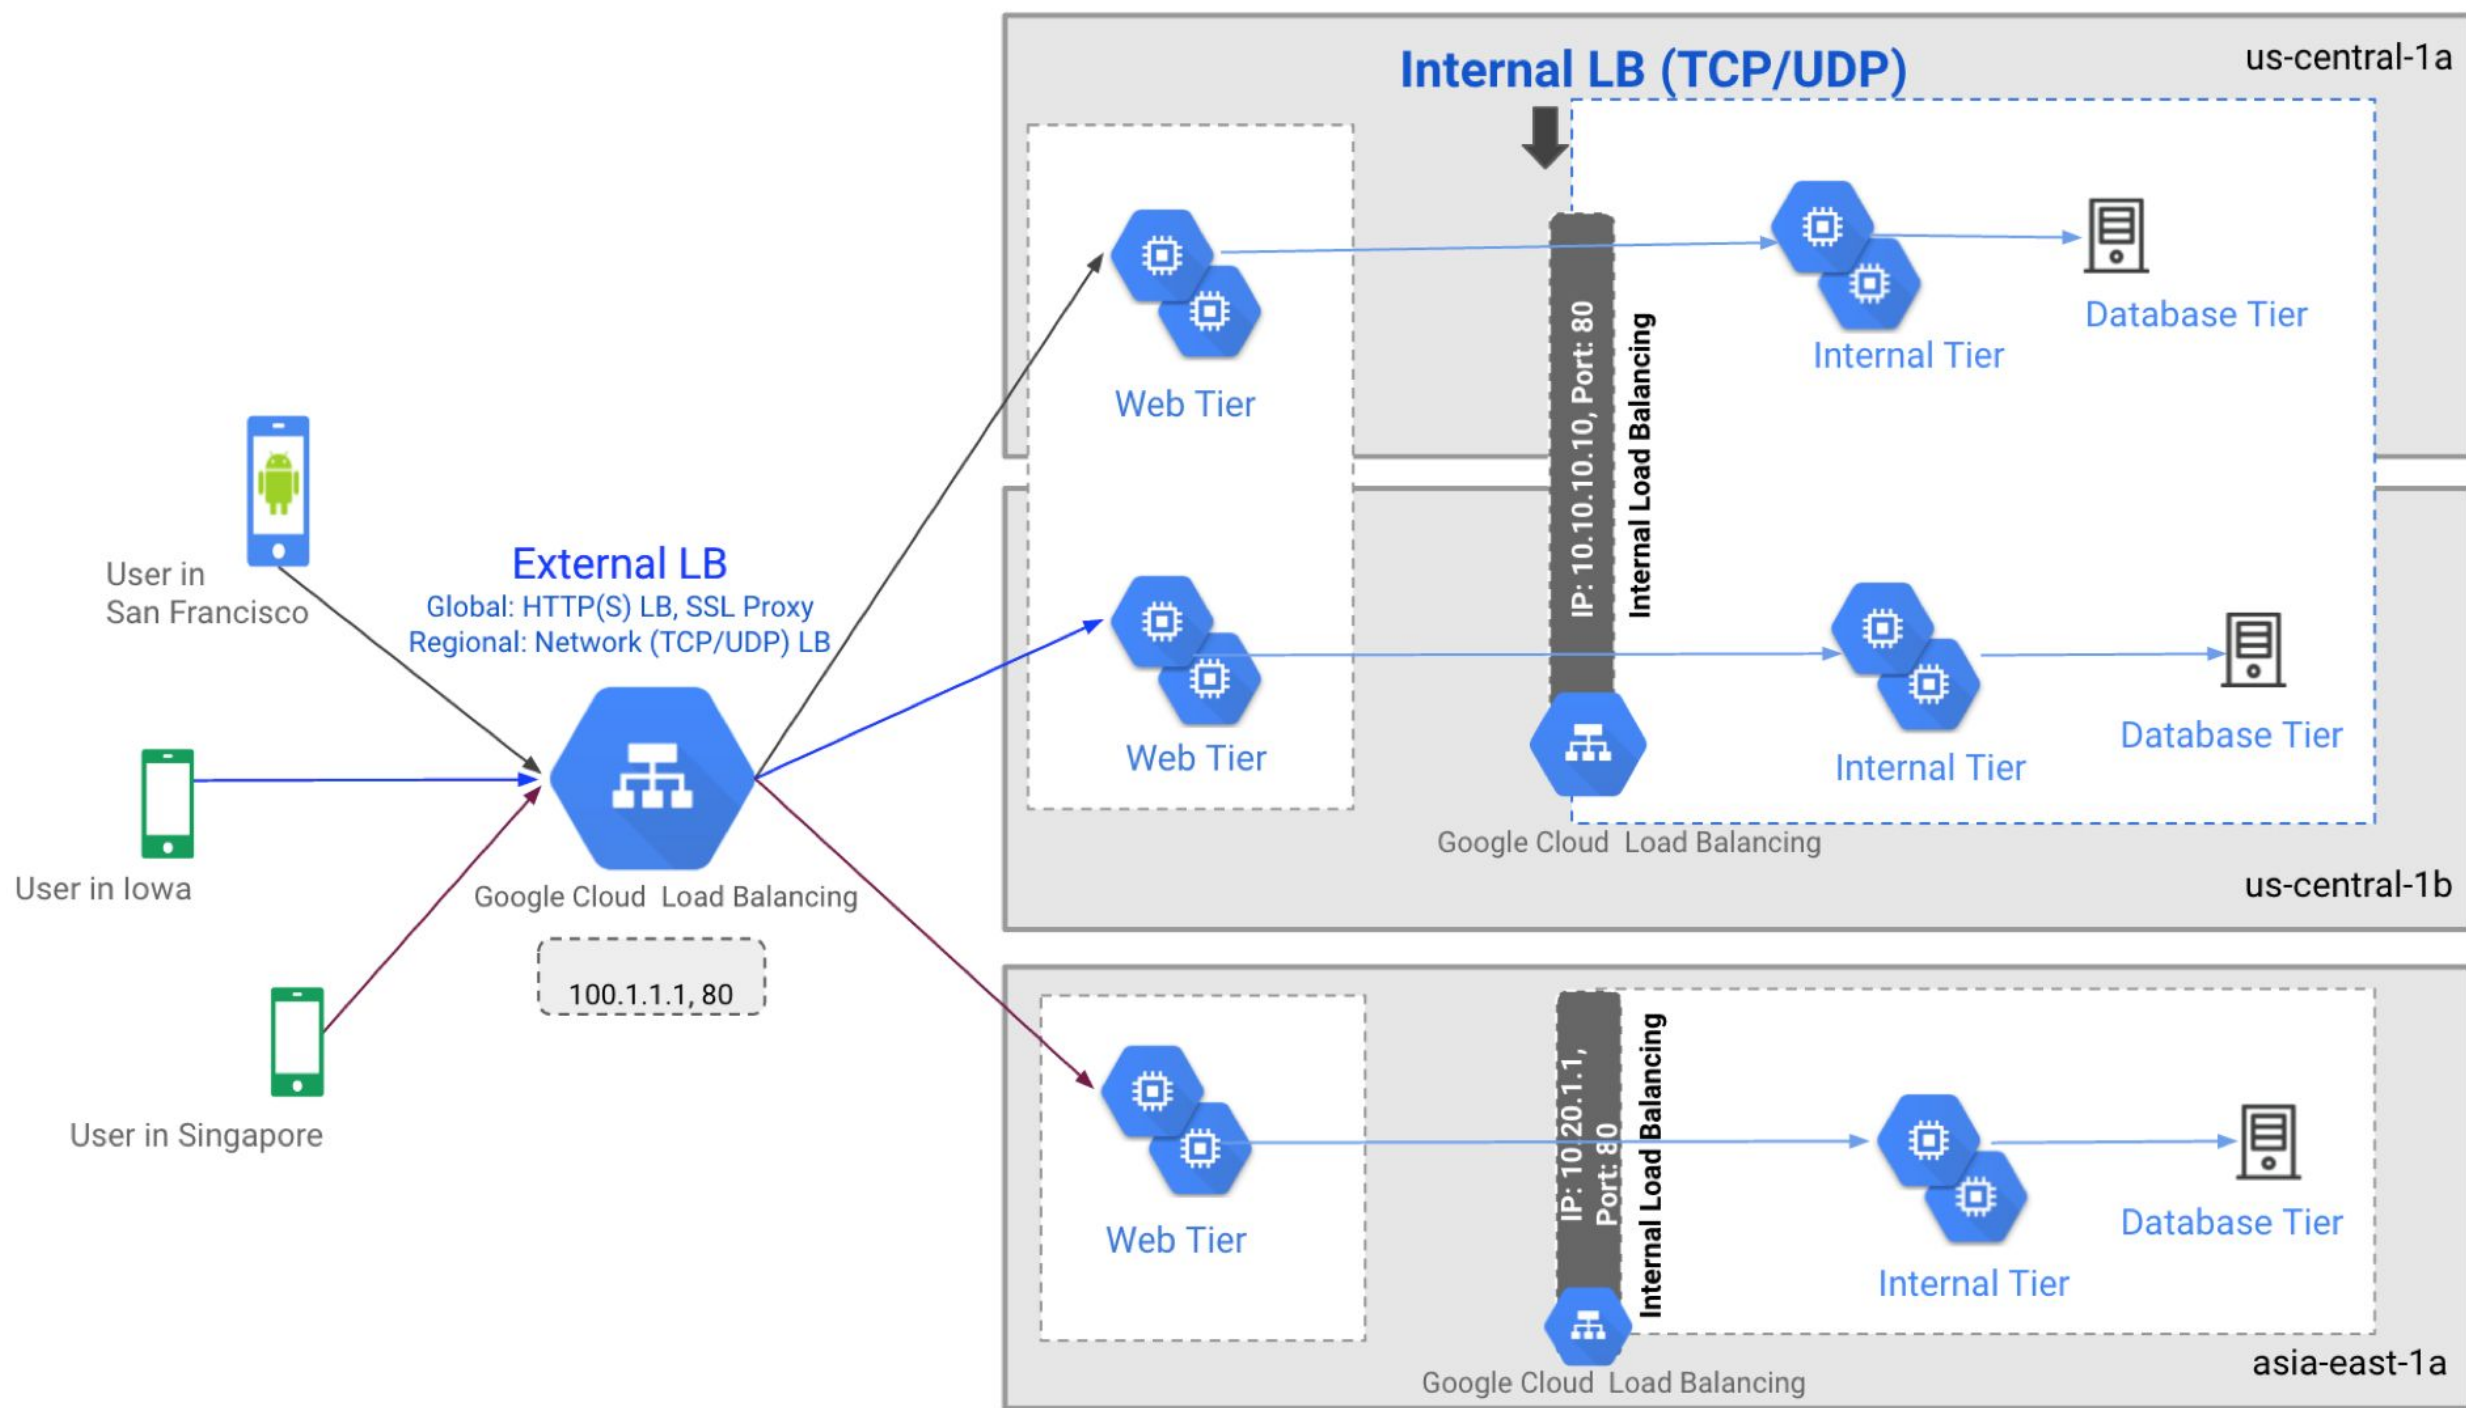 Internal LB (TCP/UDP)
us-central-1a
Web Tier
IP: 10.10.10.10, Port: 80
Internal Load Balancing
Internal Tier
Database Tier
User in
San Francisco
External LB
Global: HTTP(S) LB, SSL Proxy
Regional: Network (TCP/UDP) LB
Web Tier
Internal Tier
Database Tier
Google Cloud Load Balancing
us-central-1b
User in Iowa
Google Cloud Load Balancing
100.1.1.1, 80
User in Singapore
Web Tier
IP: 10.20.1.1,
Port: 80
Internal Load Balancing
Internal Tier
Database Tier
Google Cloud Load Balancing
asia-east-1a